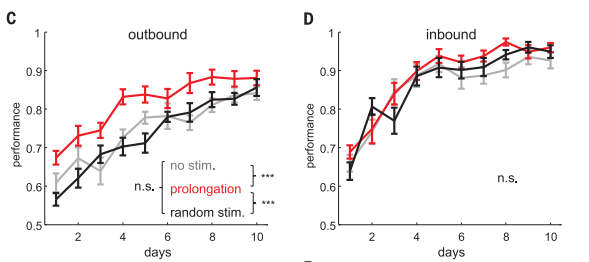 C
outbound
performance
1
0.9
0.8
0.7
0.6
0.5
n.s.
no stim.
prolongation
random stim.
***
***
2
4
6
8
10
days
D
inbound
performance
1
0.9
0.8
0.7
0.6
0.5
n.s.
2
4
6
8
10
days